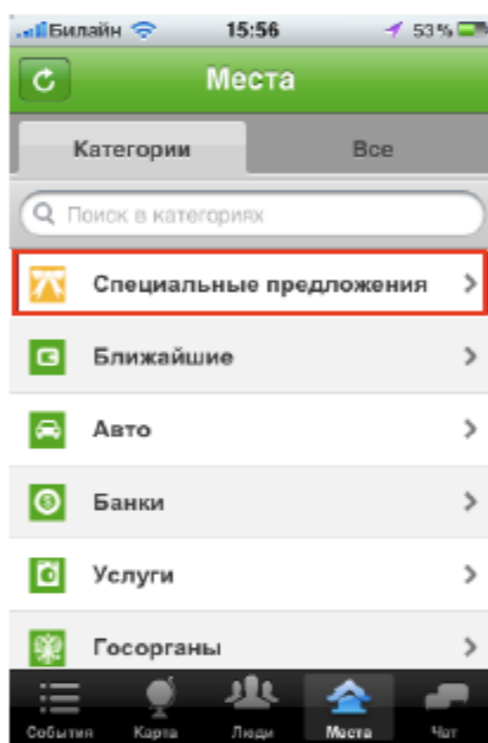 Билайн 15:56 53%
Места
Категории Все
Поиск в категориях
Специальные предложения
Ближайшие
Авто
Банки
Услуги
Госорганы
События Карта Люди Места Чат